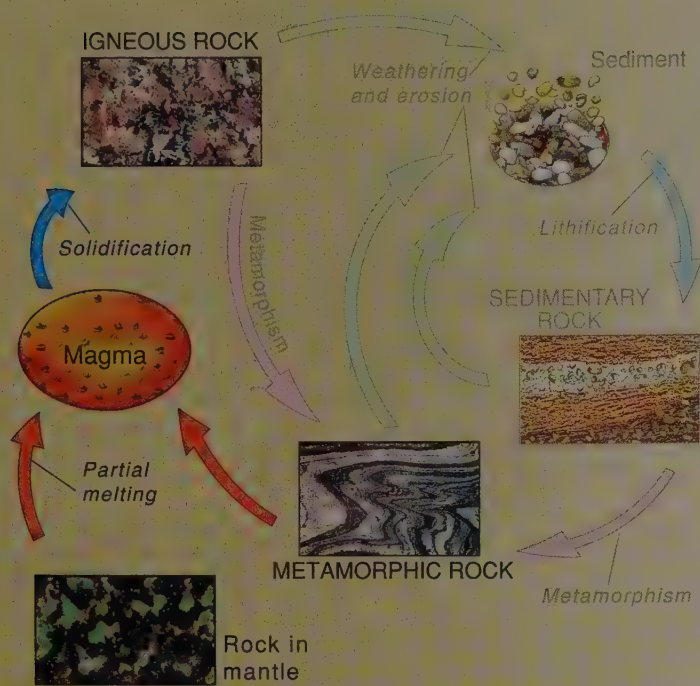 IGNEOUS ROCK
Weathering
and erosion
Sediment
Solidification
Metamorphism
Lithification
Magma
SEDIMENTARY
ROCK
Partial
melting
METAMORPHIC ROCK
Metamorphism
Rock in
mantle